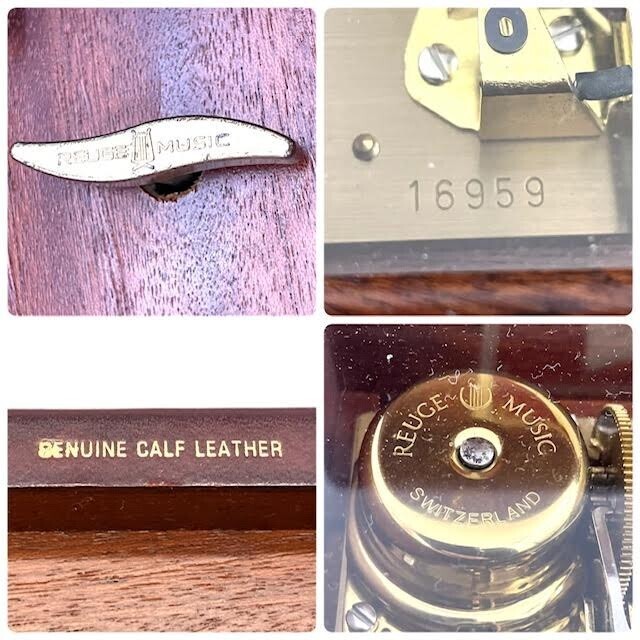 REUGE MUSIC
16959
GENUINE CALF LEATHER
REUGE MUSIC
SWITZERLAND